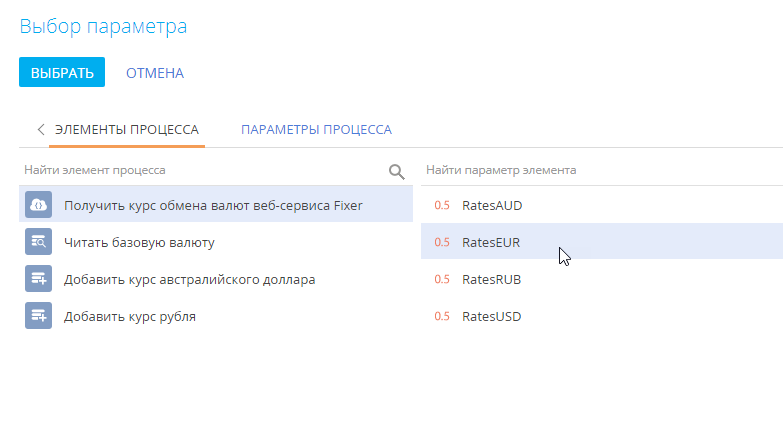 Выбор параметра
ВЫБРАТЬ ОТМЕНА
ЭЛЕМЕНТЫ ПРОЦЕССА ПАРАМЕТРЫ ПРОЦЕССА
Найти элемент процесса Найти параметр элемента
Получить курс обмена валют веб-сервиса Fixer 0.5 RatesAUD
Читать базовую валюту 0.5 RatesEUR
Добавить курс австралийского доллара 0.5 RatesRUB
Добавить курс рубля 0.5 RatesUSD